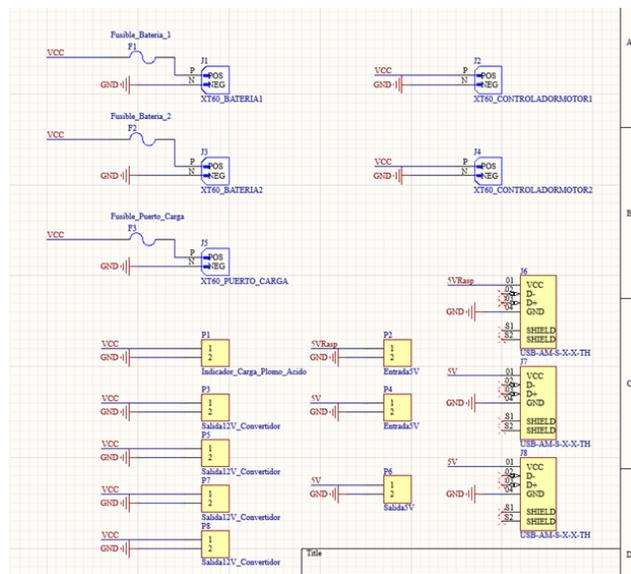 Fusible_Bateria_1
VCC F1 J1
P POS
GND N NEG
XT60_BATERIA1
J2
VCC P POS
GND N NEG
XT60_CONTROLADORMOTOR1
Fusible_Bateria_2
VCC F2 J3
P POS
GND N NEG
XT60_BATERIA2
J4
VCC P POS
GND N NEG
XT60_CONTROLADORMOTOR2
Fusible_Puerto_Carga
VCC F3 J5
P POS
GND N NEG
XT60_PUERTO_CARGA
J6
5VRasp 01 VCC
02 D-
03 D+
GND 04 GND
S1 SHIELD
S2 SHIELD
USB-AM-S-X-X-TH
P1
VCC 1
GND 2
Indicador_Carga_Plomo_Acido
P2
5VRasp 1
GND 2
Entrada5V
J7
5V 01 VCC
02 D-
03 D+
GND 04 GND
S1 SHIELD
S2 SHIELD
USB-AM-S-X-X-TH
P3
VCC 1
GND 2
Salida12V_Convertidor
P4
5V 1
GND 2
Entrada5V
P5
VCC 1
GND 2
Salida12V_Convertidor
J8
5V 01 VCC
02 D-
03 D+
GND 04 GND
S1 SHIELD
S2 SHIELD
USB-AM-S-X-X-TH
P7
VCC 1
GND 2
Salida12V_Convertidor
P6
5V 1
GND 2
Salida5V
P8
VCC 1
GND 2
Salida12V_Convertidor
Title
A
B
C
D